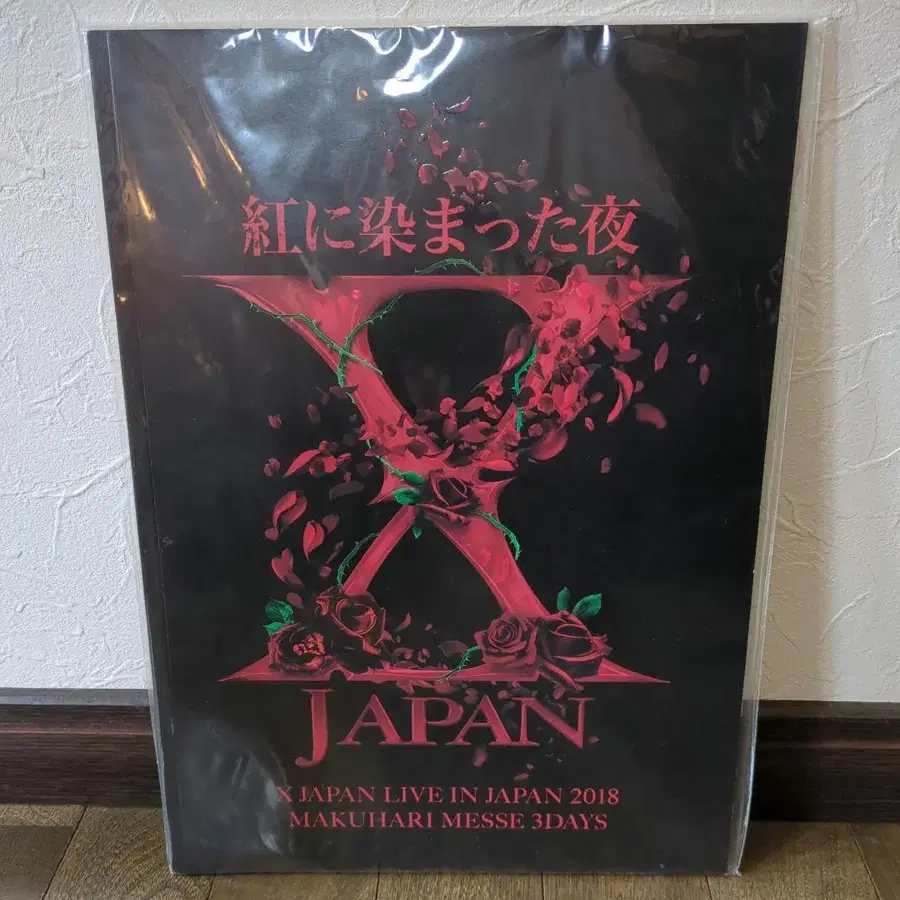 紅に染まった夜
X
JAPAN
X JAPAN LIVE IN JAPAN 2018
MAKUHARI MESSE 3DAYS